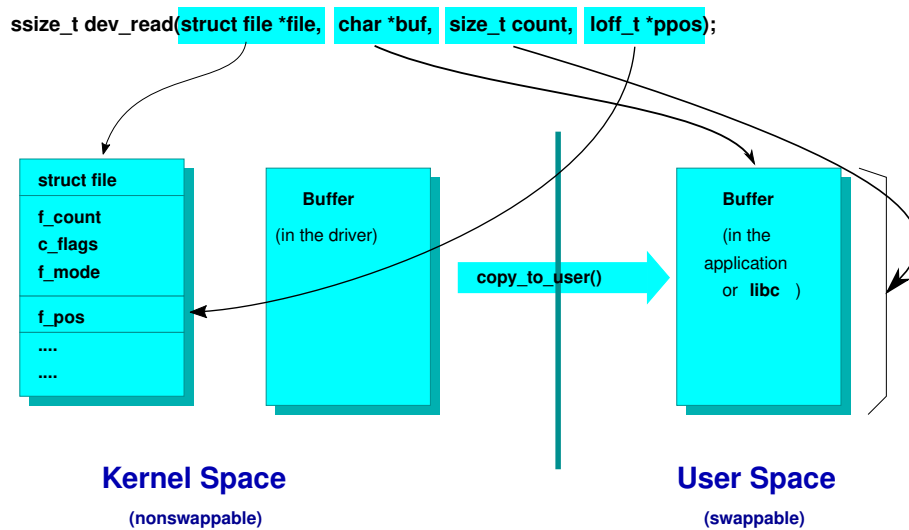 ssize_t dev_read(struct file *file, char *buf, size_t count, loff_t *ppos);
struct file
f_count
c_flags
f_mode
f_pos
....
....
Buffer
(in the driver)
copy_to_user()
Buffer
(in the
application
or libc )
Kernel Space
(nonswappable)
User Space
(swappable)